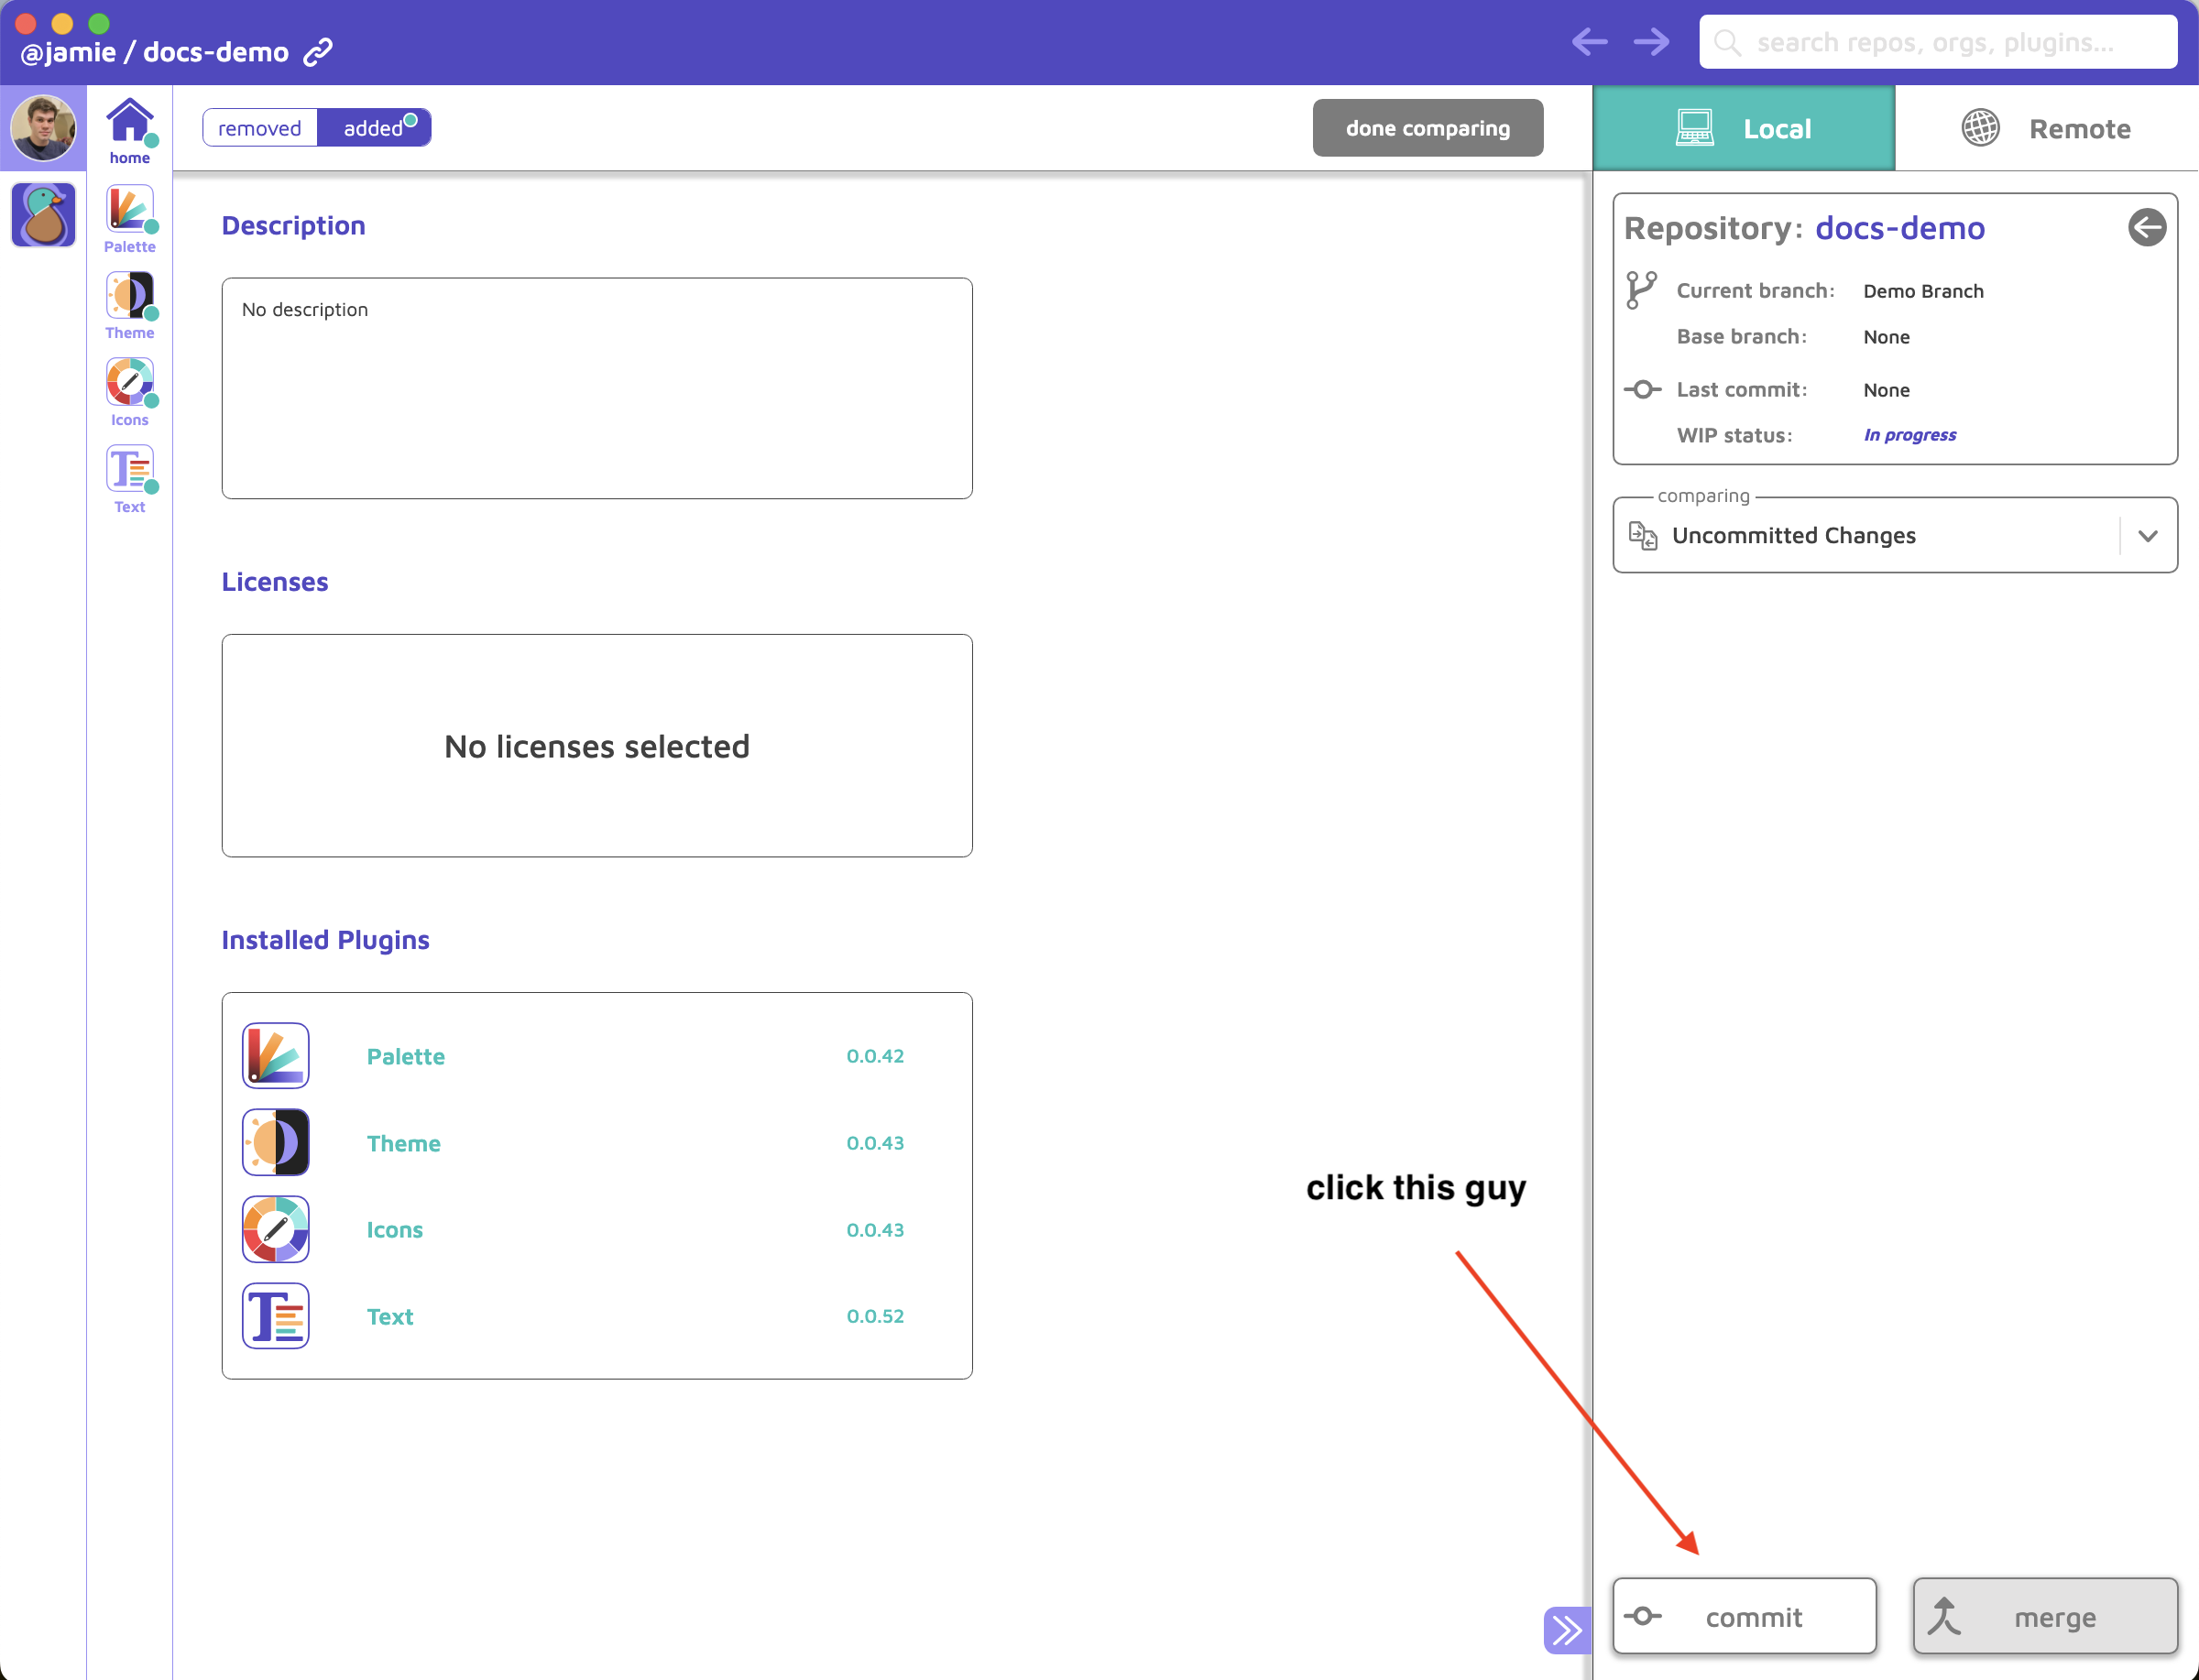 @jamie / docs-demo
search repos, orgs, plugins...
home
Palette
Theme
Icons
Text
removed
added
done comparing
Local
Remote
Description
No description
Licenses
No licenses selected
Installed Plugins
Palette 0.0.42
Theme 0.0.43
Icons 0.0.43
Text 0.0.52
click this guy
Repository: docs-demo
Current branch: Demo Branch
Base branch: None
Last commit: None
WIP status: In progress
comparing
Uncommitted Changes
commit
merge